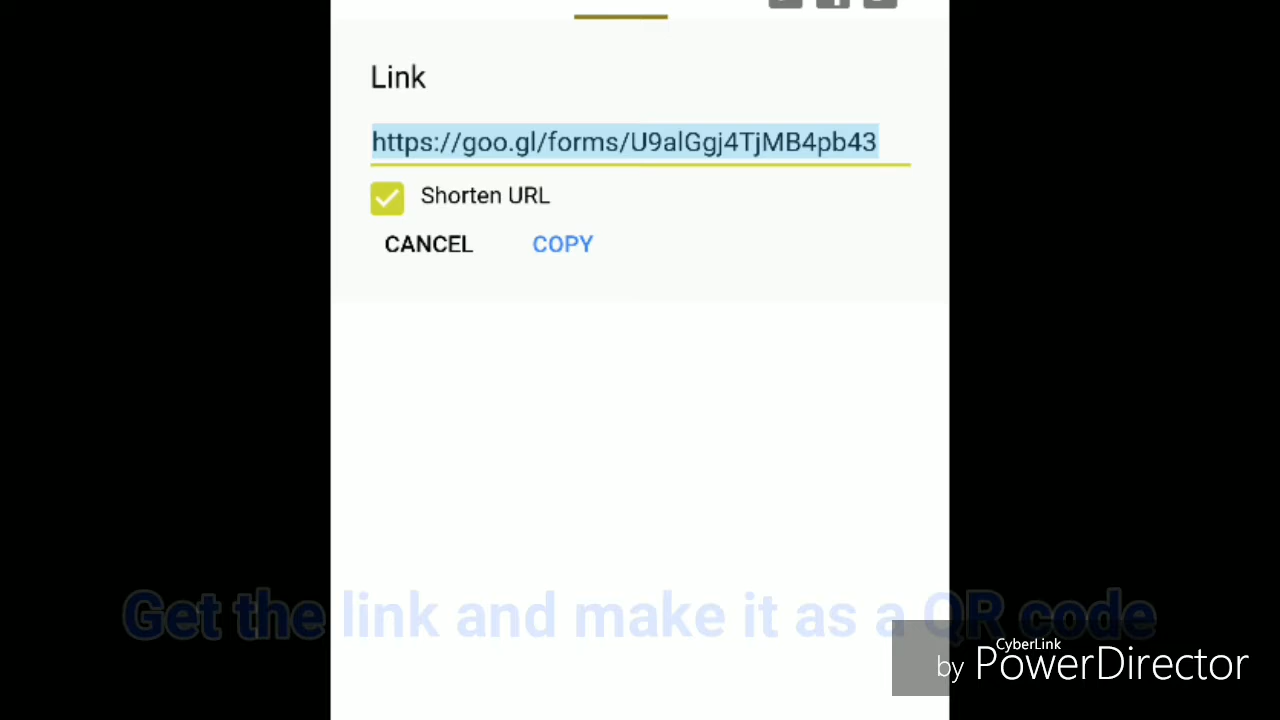 Link
https://goo.gl/forms/U9alGgj4TjMB4pb43
Shorten URL
CANCEL COPY
Get the link and make it as a QR code
CyberLink
by PowerDirector